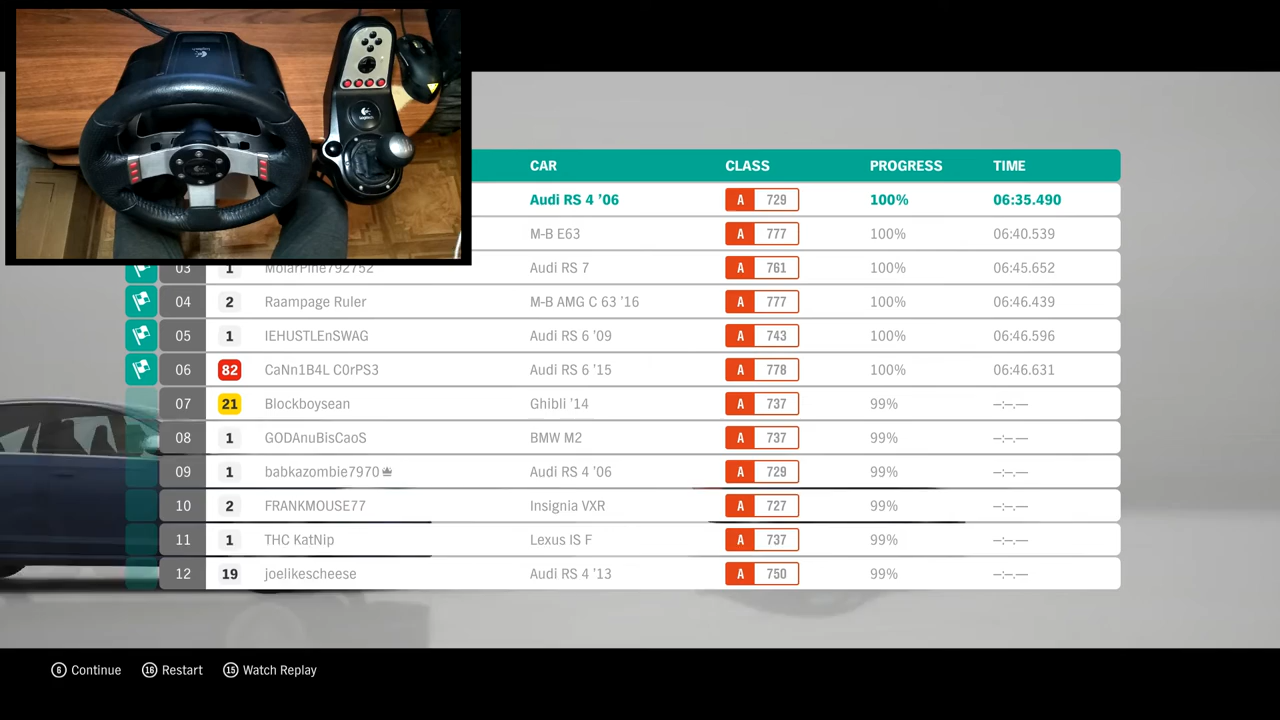 Logitech
CAR CLASS PROGRESS TIME
Audi RS 4 ’06 A 729 100% 06:35.490
M-B E63 A 777 100% 06:40.539
03 1 MolarPine792752 Audi RS 7 A 761 100% 06:45.652
04 2 Raampage Ruler M-B AMG C 63 ’16 A 777 100% 06:46.439
05 1 IEHUSTLEnSWAG Audi RS 6 ’09 A 743 100% 06:46.596
06 82 CaNn1B4L C0rPS3 Audi RS 6 ’15 A 778 100% 06:46.631
07 21 Blockboysean Ghibli ’14 A 737 99% --:--.---
08 1 GODAnuBisCaoS BMW M2 A 737 99% --:--.---
09 1 babkazombie7970 Audi RS 4 ’06 A 729 99% --:--.---
10 2 FRANKMOUSE77 Insignia VXR A 727 99% --:--.---
11 1 THC KatNip Lexus IS F A 737 99% --:--.---
12 19 joelikescheese Audi RS 4 ’13 A 750 99% --:--.---
6 Continue 16 Restart 15 Watch Replay